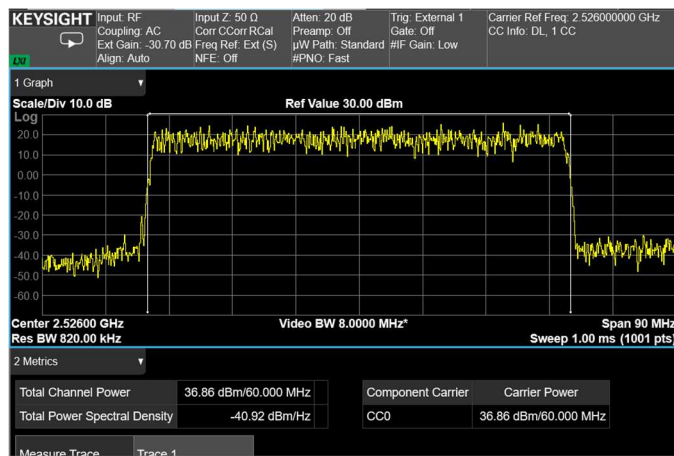 KEYSIGHT Input: RF Input Z: 50 Ω Atten: 20 dB Trig: External 1 Carrier Ref Freq: 2.526000000 GHz
Coupling: AC Corr CCorr RCal Preamp: Off Gate: Off CC Info: DL, 1 CC
Ext Gain: -30.70 dB Freq Ref: Ext (S) µW Path: Standard #IF Gain: Low
LXI Align: Auto NFE: Off #PNO: Fast
1 Graph
Scale/Div 10.0 dB Ref Value 30.00 dBm
Log
20.0
10.0
0.00
-10.0
-20.0
-30.0
-40.0
-50.0
-60.0
Center 2.52600 GHz Video BW 8.0000 MHz* Span 90 MHz
Res BW 820.00 kHz Sweep 1.00 ms (1001 pts)
2 Metrics
Total Channel Power 36.86 dBm/60.000 MHz Component Carrier Carrier Power
Total Power Spectral Density -40.92 dBm/Hz CC0 36.86 dBm/60.000 MHz
Measure Trace Trace 1